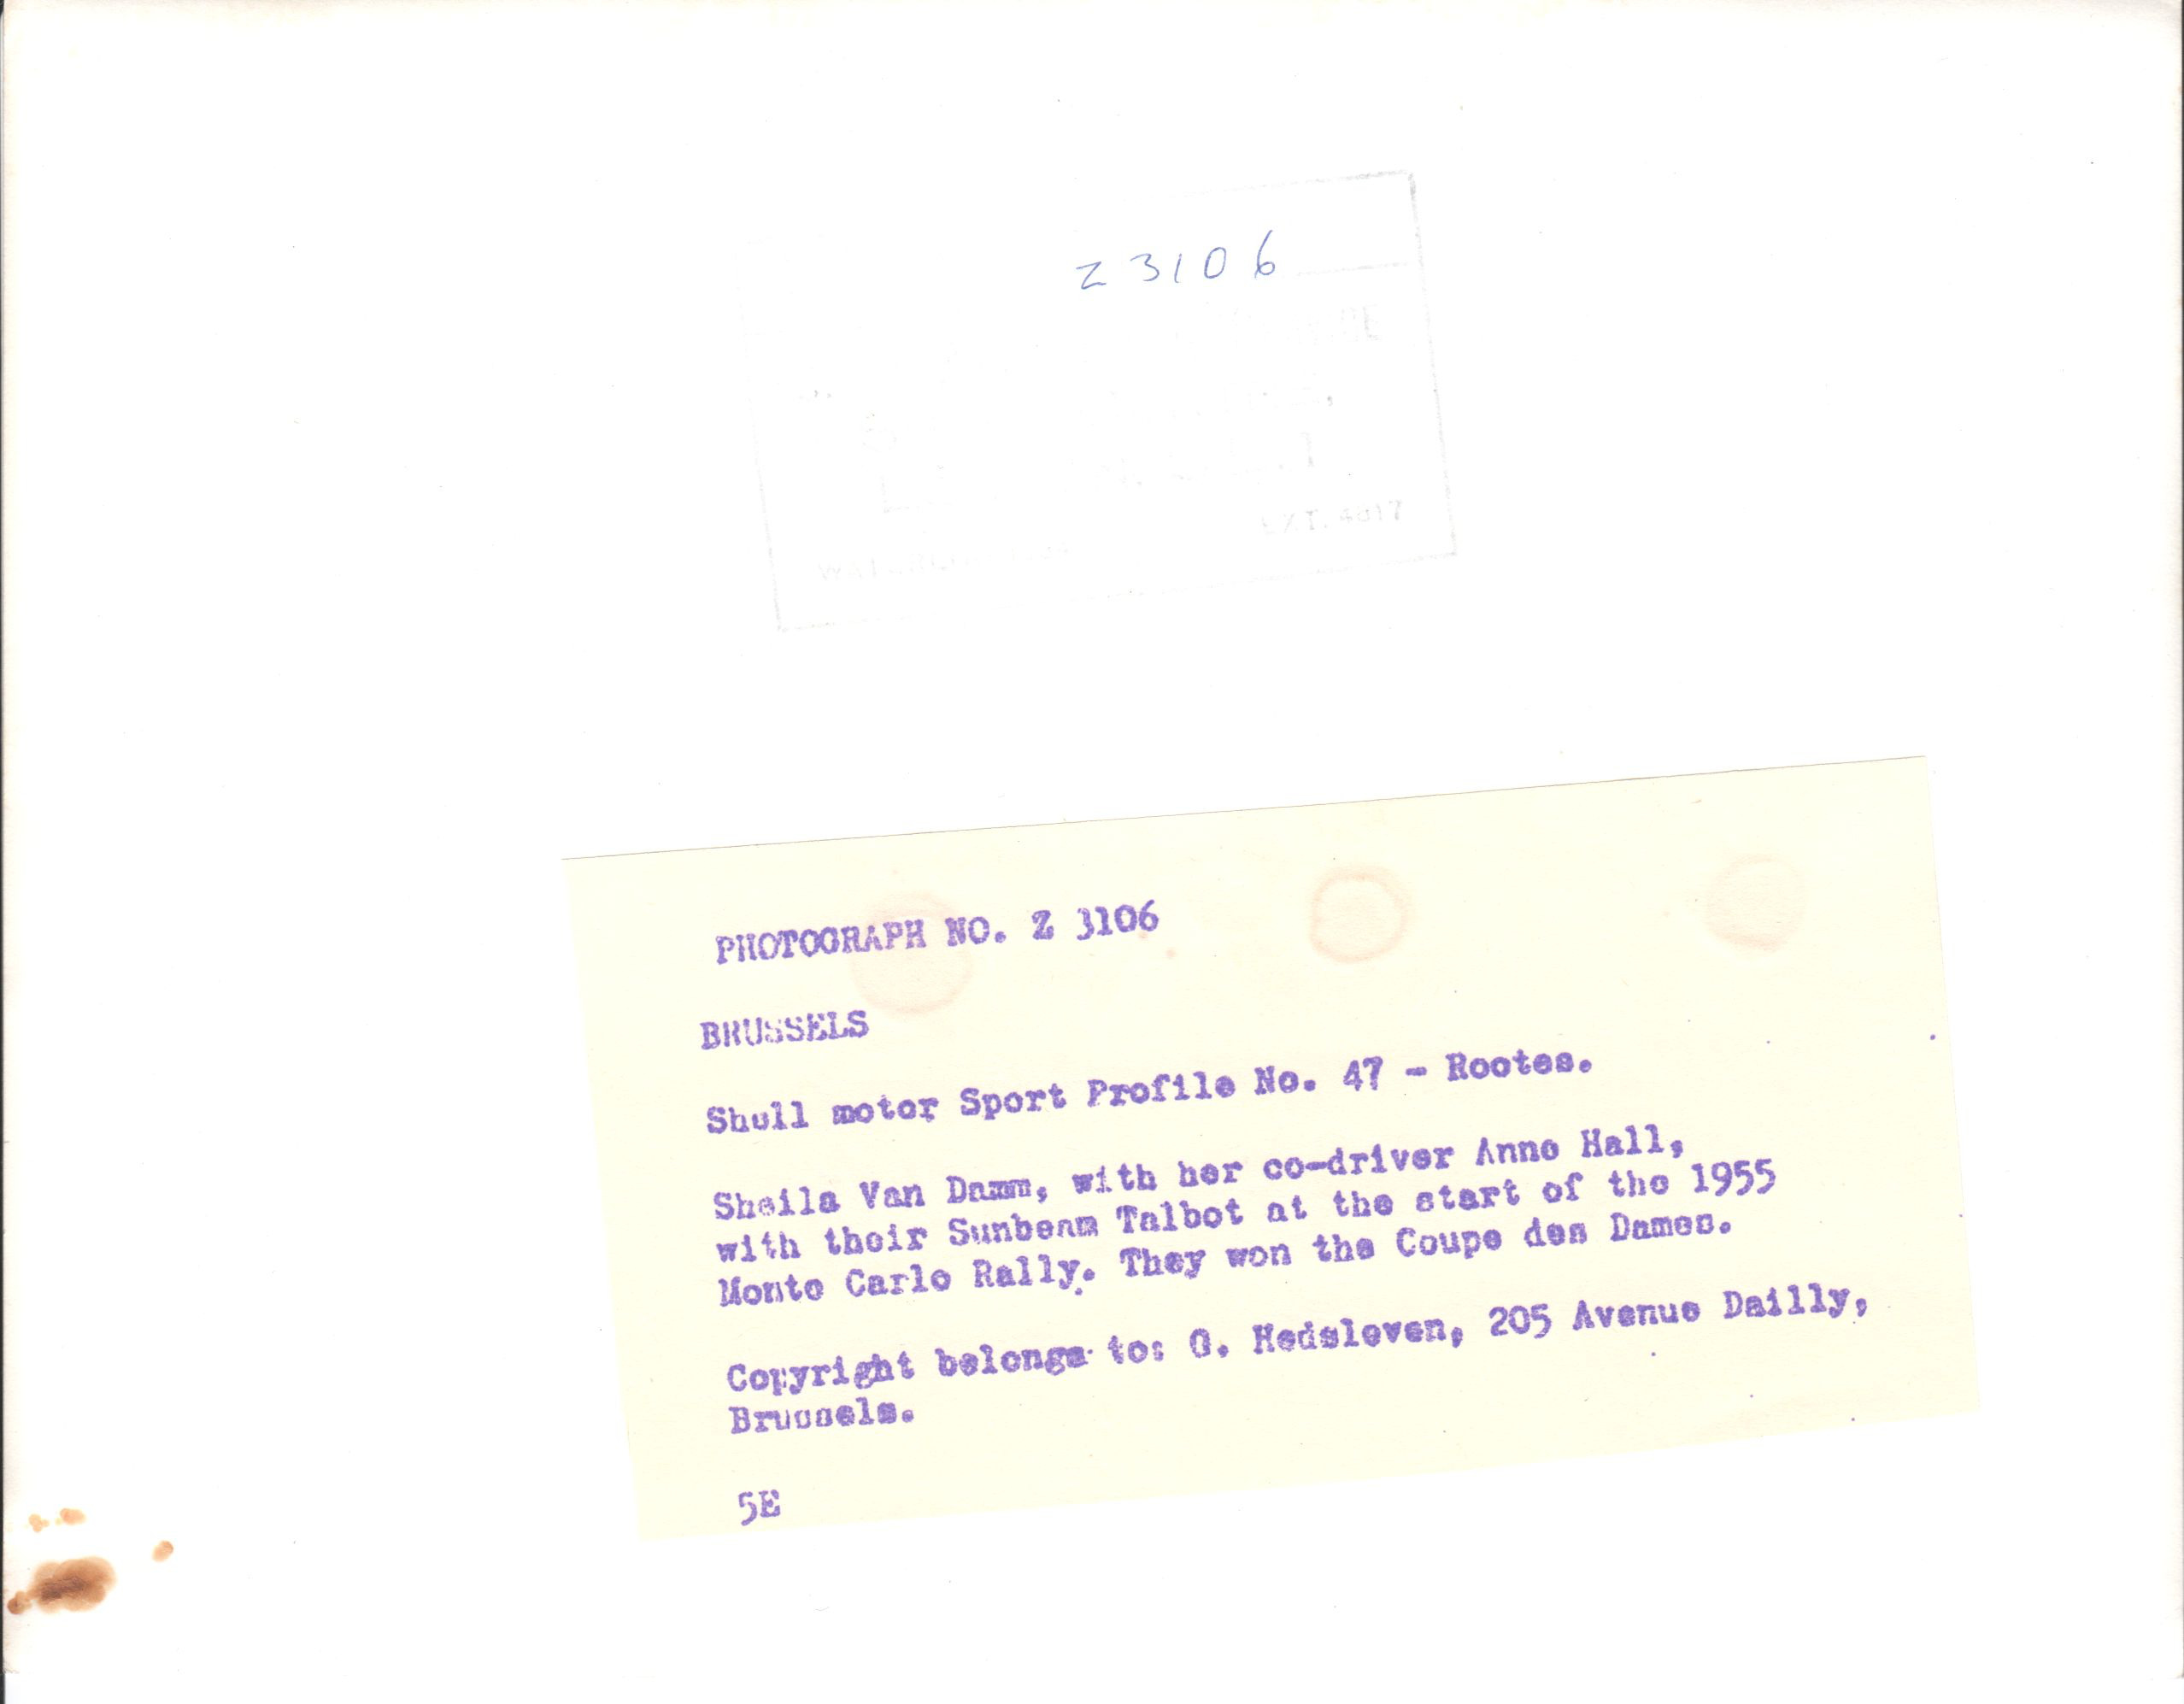 Z 3106
EXT. 4017
PHOTOGRAPH NO. Z 3106
BRUSSELS
Shell motor Sport Profile No. 47 - Rootes.
Sheila Van Damm, with her co-driver Anne Hall,
with their Sunbeam Talbot at the start of the 1955
Monte Carlo Rally. They won the Coupe des Dames.
Copyright belongs to: G. Hedsleven, 205 Avenue Dailly,
Brussels.
5E